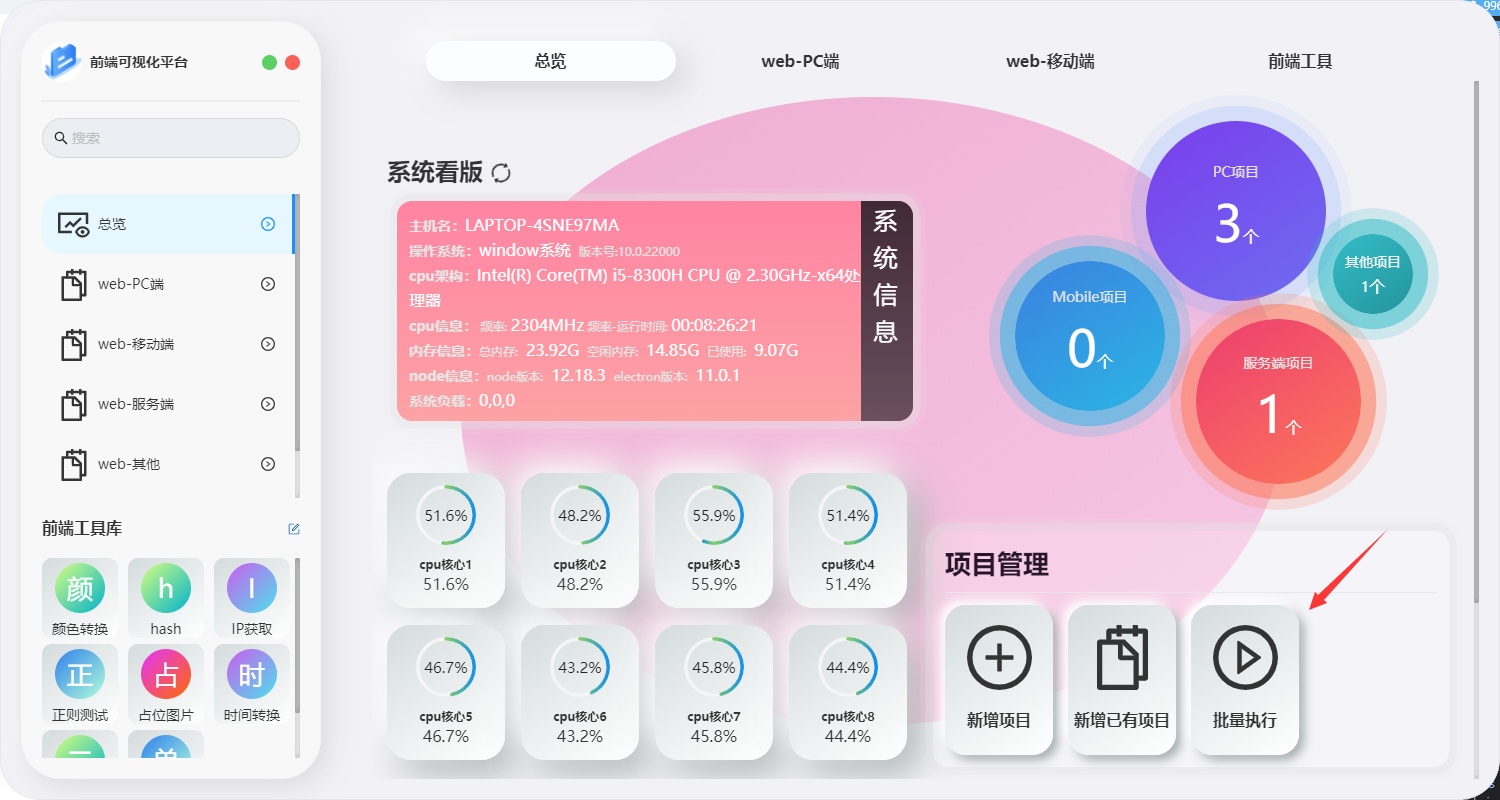 前端可视化平台
搜索
总览
web-PC端
web-移动端
web-服务端
web-其他
前端工具库
颜
颜色转换
h
hash
I
IP获取
正
正则测试
占
占位图片
时
时间转换
总览
web-PC端
web-移动端
前端工具
系统看版
主机名：LAPTOP-4SNE97MA
操作系统：window系统 版本号:10.0.22000
cpu架构：Intel(R) Core(TM) i5-8300H CPU @ 2.30GHz-x64处
理器
cpu信息： 频率: 2304MHz 频率-运行时间: 00:08:26:21
内存信息：总内存: 23.92G 空闲内存: 14.85G 已使用: 9.07G
node信息：node版本: 12.18.3 electron版本: 11.0.1
系统负载：0,0,0
系统信息
PC项目
3个
其他项目
1个
Mobile项目
0个
服务端项目
1个
51.6%
cpu核心1
51.6%
48.2%
cpu核心2
48.2%
55.9%
cpu核心3
55.9%
51.4%
cpu核心4
51.4%
46.7%
cpu核心5
46.7%
43.2%
cpu核心6
43.2%
45.8%
cpu核心7
45.8%
44.4%
cpu核心8
44.4%
项目管理
新增项目
新增已有项目
批量执行